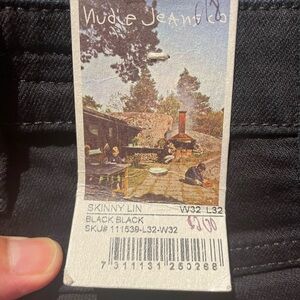 Nudie Jeans co
SKINNY LIN W32 L32
BLACK BLACK
SKU# 111539-L32-W32
7 311131 250268